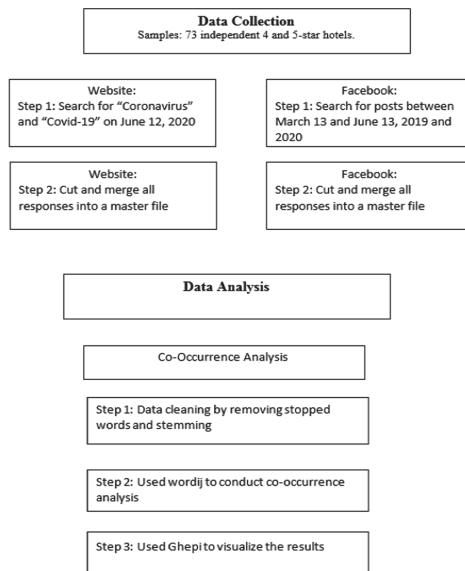 Data Collection
Samples: 73 independent 4 and 5-star hotels.
Website:
Step 1: Search for “Coronavirus”
and “Covid-19” on June 12, 2020
Facebook:
Step 1: Search for posts between
March 13 and June 13, 2019 and
2020
Website:
Step 2: Cut and merge all
responses into a master file
Facebook:
Step 2: Cut and merge all
responses into a master file
Data Analysis
Co-Occurrence Analysis
Step 1: Data cleaning by removing stopped
words and stemming
Step 2: Used wordij to conduct co-occurrence
analysis
Step 3: Used Ghepi to visualize the results